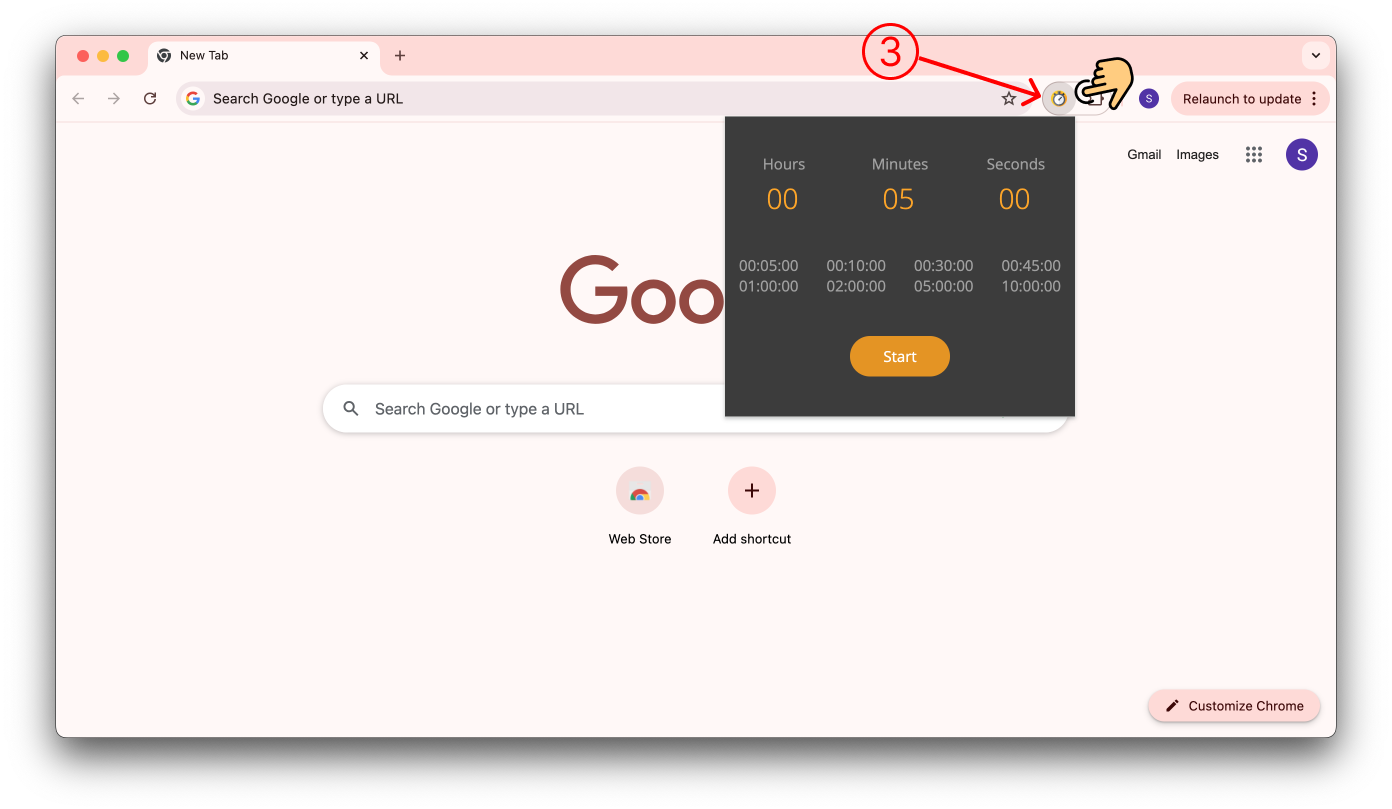 3
New Tab
Search Google or type a URL
S
Relaunch to update
Gmail Images
S
Hours Minutes Seconds
00 05 00
00:05:00 00:10:00 00:30:00 00:45:00
01:00:00 02:00:00 05:00:00 10:00:00
Start
Goo
Search Google or type a URL
Web Store Add shortcut
Customize Chrome